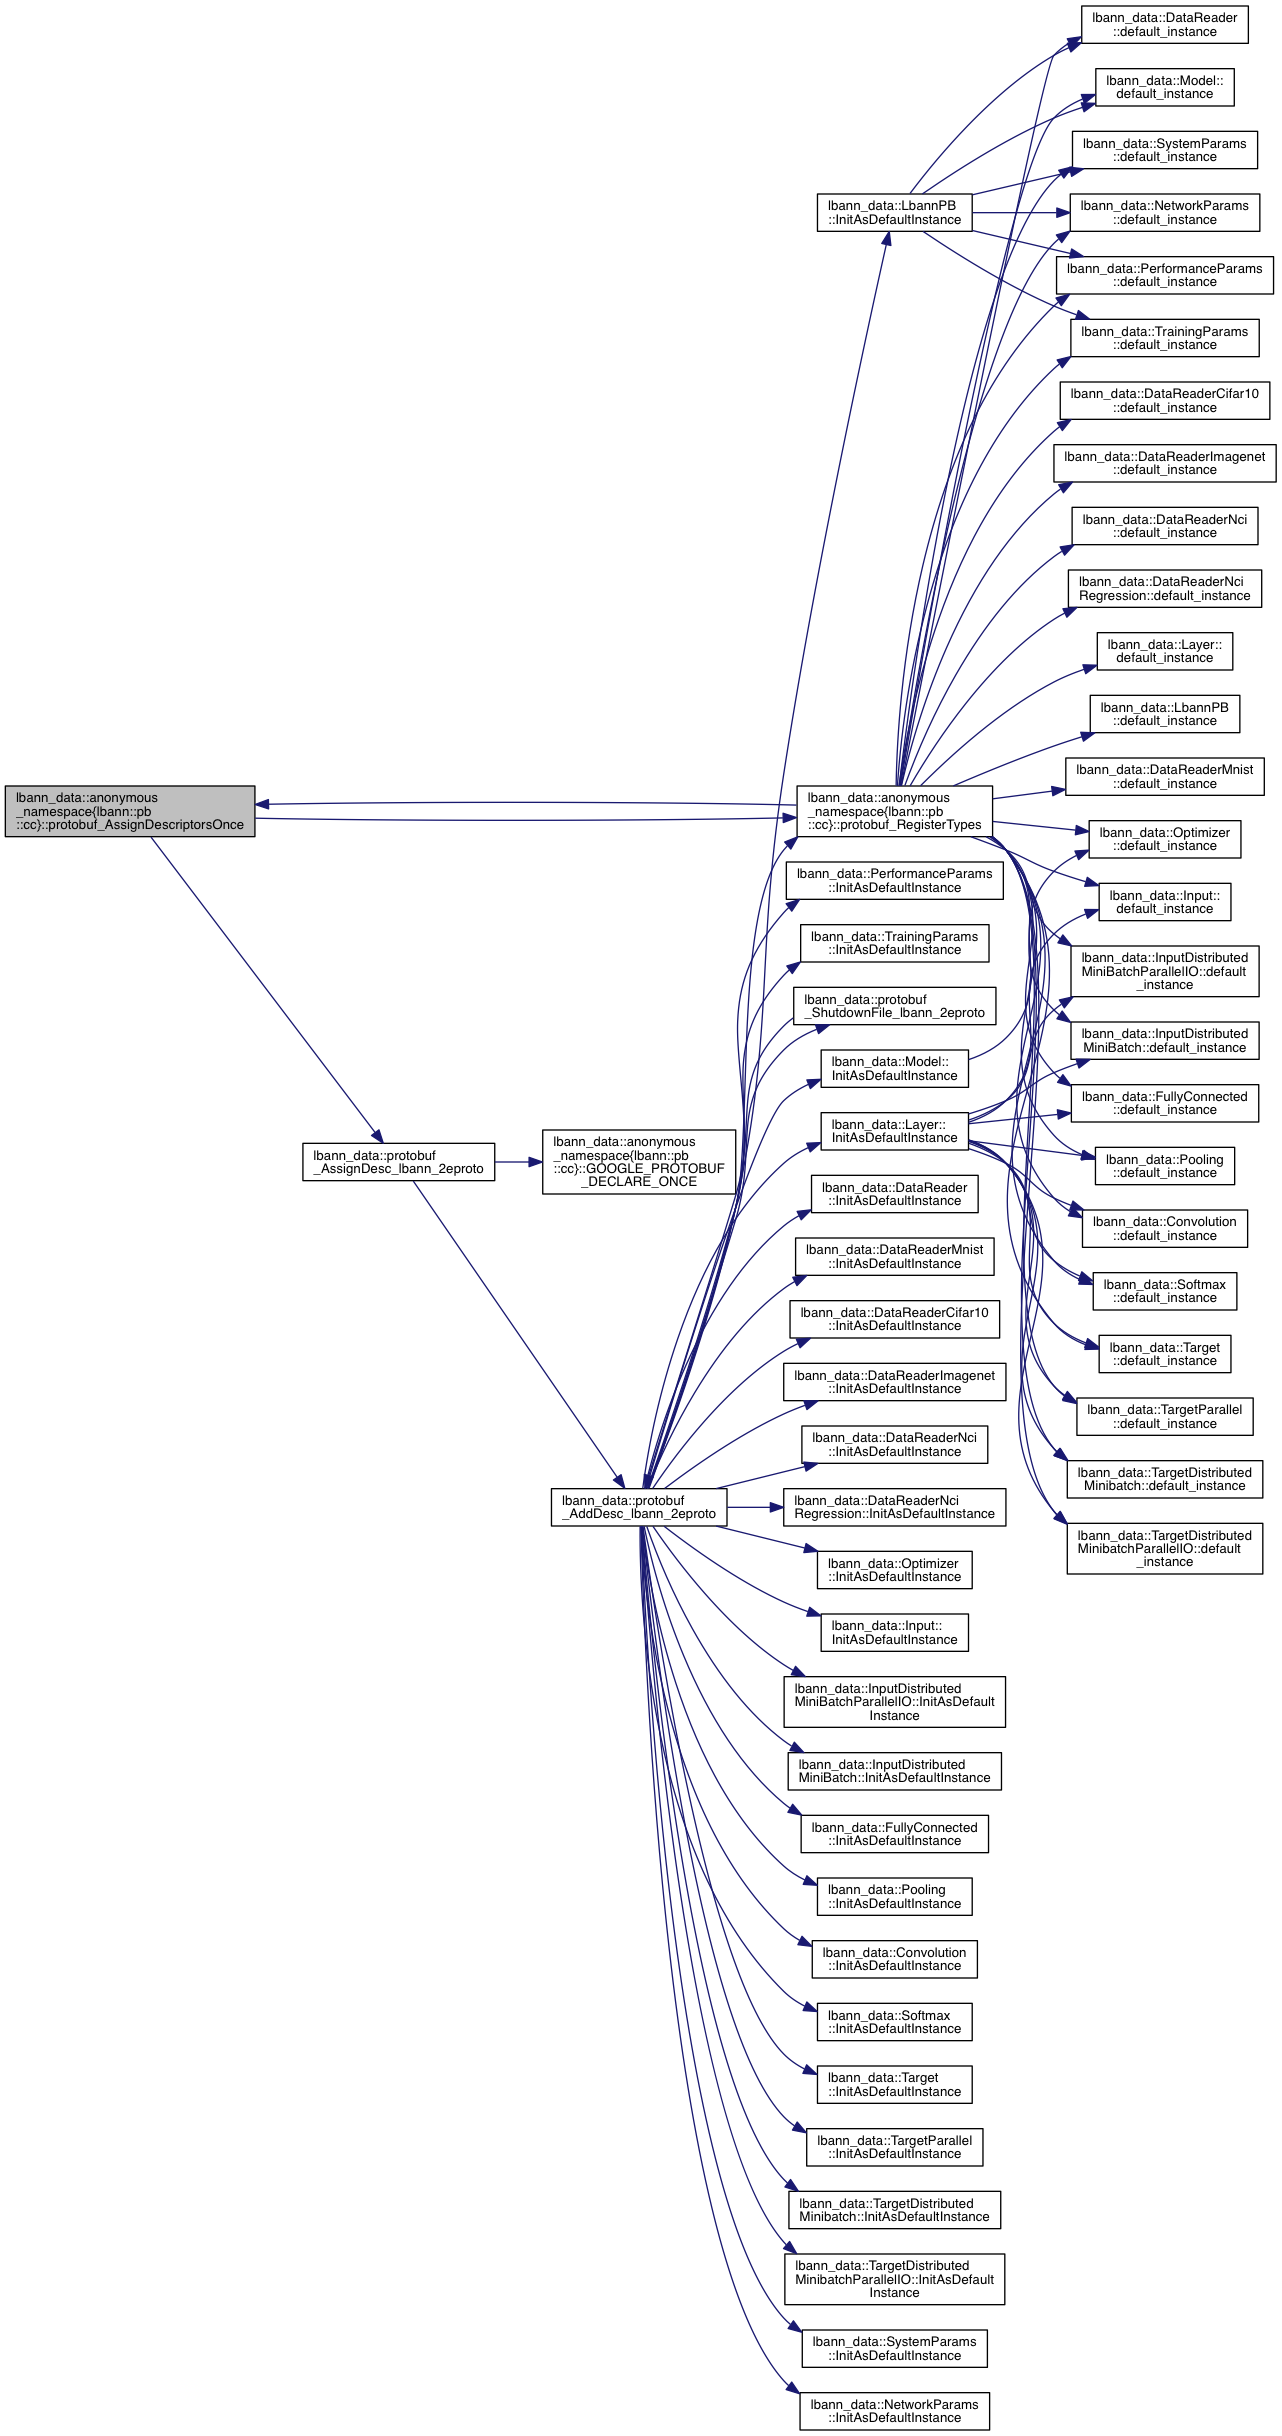 lbann_data::DataReader
::default_instance
lbann_data::Model::
default_instance
lbann_data::SystemParams
::default_instance
lbann_data::LbannPB
::InitAsDefaultInstance
lbann_data::NetworkParams
::default_instance
lbann_data::PerformanceParams
::default_instance
lbann_data::TrainingParams
::default_instance
lbann_data::DataReaderCifar10
::default_instance
lbann_data::DataReaderImagenet
::default_instance
lbann_data::DataReaderNci
::default_instance
lbann_data::DataReaderNci
Regression::default_instance
lbann_data::Layer::
default_instance
lbann_data::LbannPB
::default_instance
lbann_data::DataReaderMnist
::default_instance
lbann_data::anonymous
_namespace{lbann::pb
::cc}::protobuf_AssignDescriptorsOnce
lbann_data::anonymous
_namespace{lbann::pb
::cc}::protobuf_RegisterTypes
lbann_data::Optimizer
::default_instance
lbann_data::PerformanceParams
::InitAsDefaultInstance
lbann_data::Input::
default_instance
lbann_data::TrainingParams
::InitAsDefaultInstance
lbann_data::InputDistributed
MiniBatchParallelIO::default
_instance
lbann_data::protobuf
_ShutdownFile_lbann_2eproto
lbann_data::InputDistributed
MiniBatch::default_instance
lbann_data::Model::
InitAsDefaultInstance
lbann_data::FullyConnected
::default_instance
lbann_data::Layer::
InitAsDefaultInstance
lbann_data::protobuf
_AssignDesc_lbann_2eproto
lbann_data::anonymous
_namespace{lbann::pb
::cc}::GOOGLE_PROTOBUF
_DECLARE_ONCE
lbann_data::Pooling
::default_instance
lbann_data::DataReader
::InitAsDefaultInstance
lbann_data::Convolution
::default_instance
lbann_data::DataReaderMnist
::InitAsDefaultInstance
lbann_data::Softmax
::default_instance
lbann_data::DataReaderCifar10
::InitAsDefaultInstance
lbann_data::Target
::default_instance
lbann_data::DataReaderImagenet
::InitAsDefaultInstance
lbann_data::TargetParallel
::default_instance
lbann_data::DataReaderNci
::InitAsDefaultInstance
lbann_data::TargetDistributed
Minibatch::default_instance
lbann_data::protobuf
_AddDesc_lbann_2eproto
lbann_data::DataReaderNci
Regression::InitAsDefaultInstance
lbann_data::TargetDistributed
MinibatchParallelIO::default
_instance
lbann_data::Optimizer
::InitAsDefaultInstance
lbann_data::Input::
InitAsDefaultInstance
lbann_data::InputDistributed
MiniBatchParallelIO::InitAsDefault
Instance
lbann_data::InputDistributed
MiniBatch::InitAsDefaultInstance
lbann_data::FullyConnected
::InitAsDefaultInstance
lbann_data::Pooling
::InitAsDefaultInstance
lbann_data::Convolution
::InitAsDefaultInstance
lbann_data::Softmax
::InitAsDefaultInstance
lbann_data::Target
::InitAsDefaultInstance
lbann_data::TargetParallel
::InitAsDefaultInstance
lbann_data::TargetDistributed
Minibatch::InitAsDefaultInstance
lbann_data::TargetDistributed
MinibatchParallelIO::InitAsDefault
Instance
lbann_data::SystemParams
::InitAsDefaultInstance
lbann_data::NetworkParams
::InitAsDefaultInstance